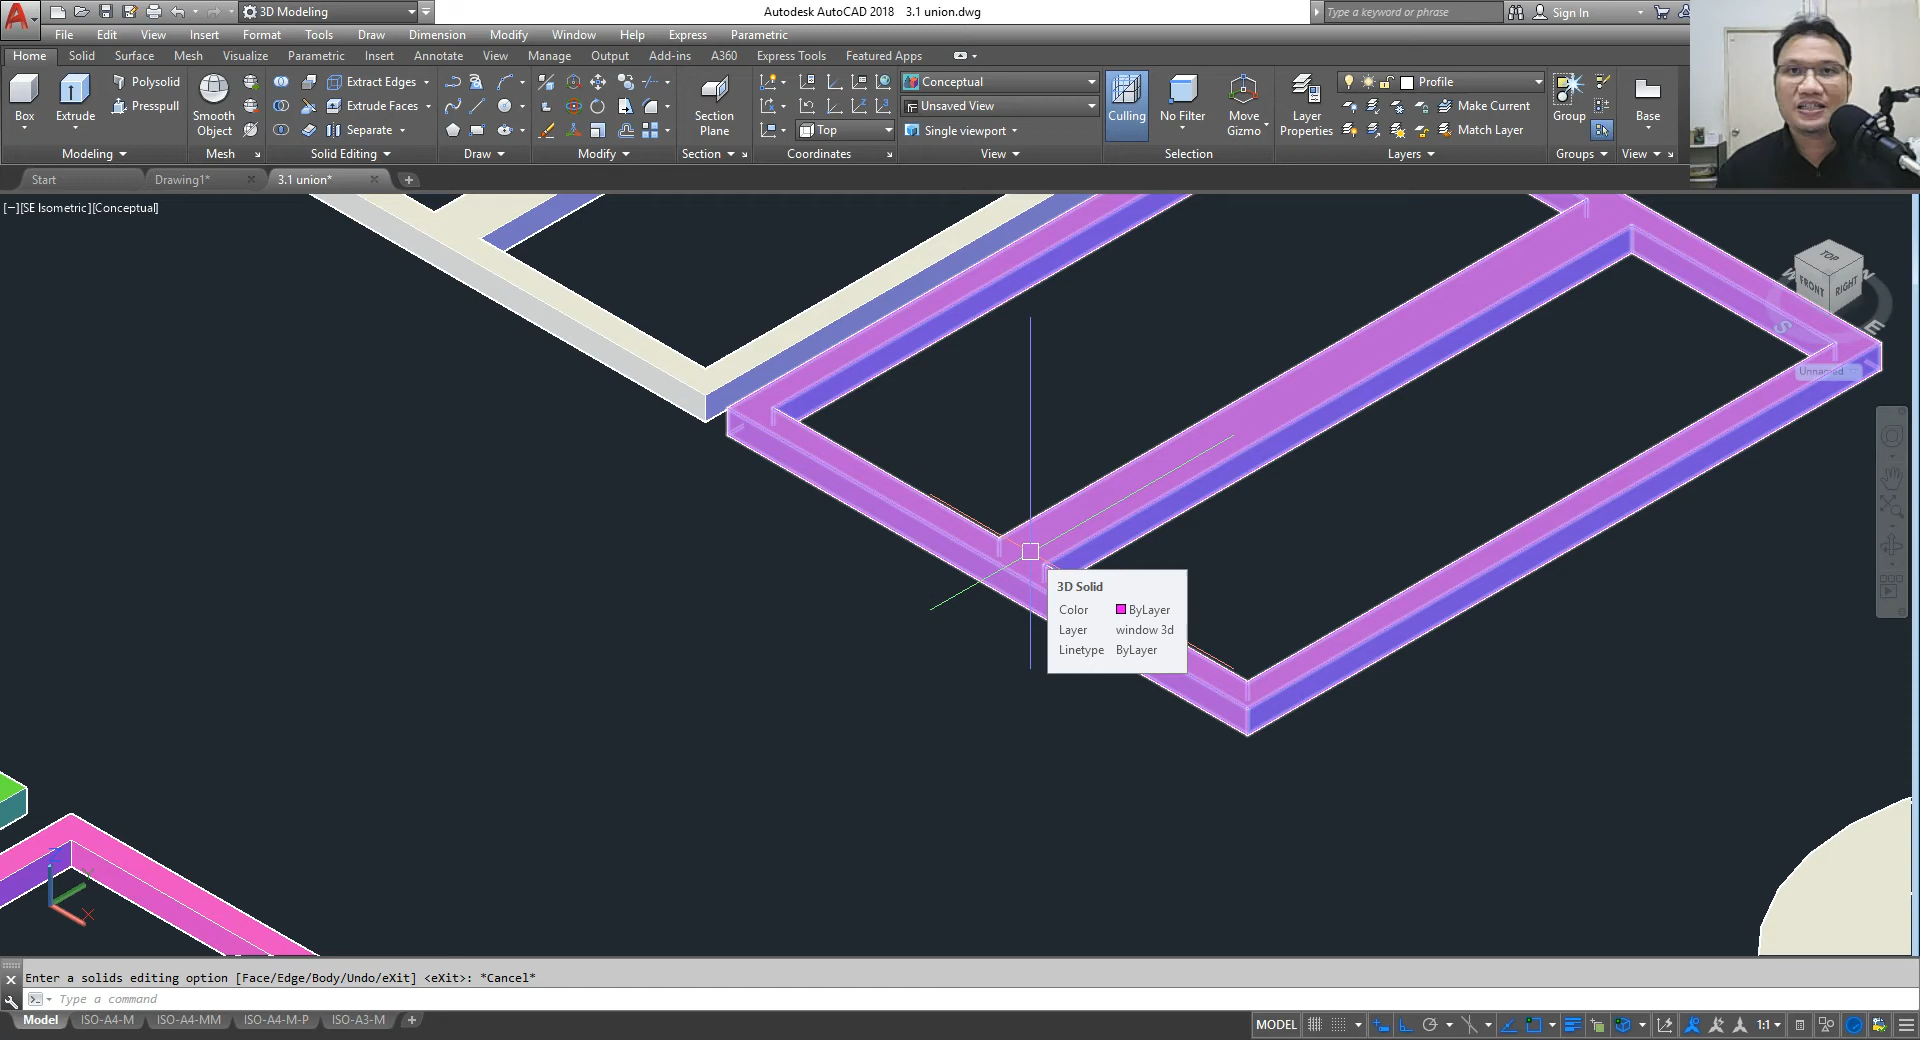 3D Modeling
Autodesk AutoCAD 2018 3.1 union.dwg
Type a keyword or phrase
Sign In
File Edit View Insert Format Tools Draw Dimension Modify Window Help Express Parametric
Home Solid Surface Mesh Visualize Parametric Insert Annotate View Manage Output Add-ins A360 Express Tools Featured Apps
Box
Extrude
Polysolid
Presspull
Modeling
Smooth
Object
Mesh
Extract Edges
Extrude Faces
Separate
Solid Editing
Draw
Modify
Section
Plane
Section
Top
Coordinates
Conceptual
Unsaved View
Single viewport
View
Culling
No Filter
Move
Gizmo
Selection
Layer
Properties
Profile
Make Current
Match Layer
Layers
Group
Groups
Base
View
Start Drawing1* 3.1 union*
[−][SE Isometric][Conceptual]
TOP
FRONT
RIGHT
W
N
S
E
Unnamed
3D Solid
Color ByLayer
Layer window 3d
Linetype ByLayer
Z
X
Enter a solids editing option [Face/Edge/Body/Undo/eXit] <eXit>: *Cancel*
Type a command
Model ISO-A4-M ISO-A4-MM ISO-A4-M-P ISO-A3-M
MODEL
1:1